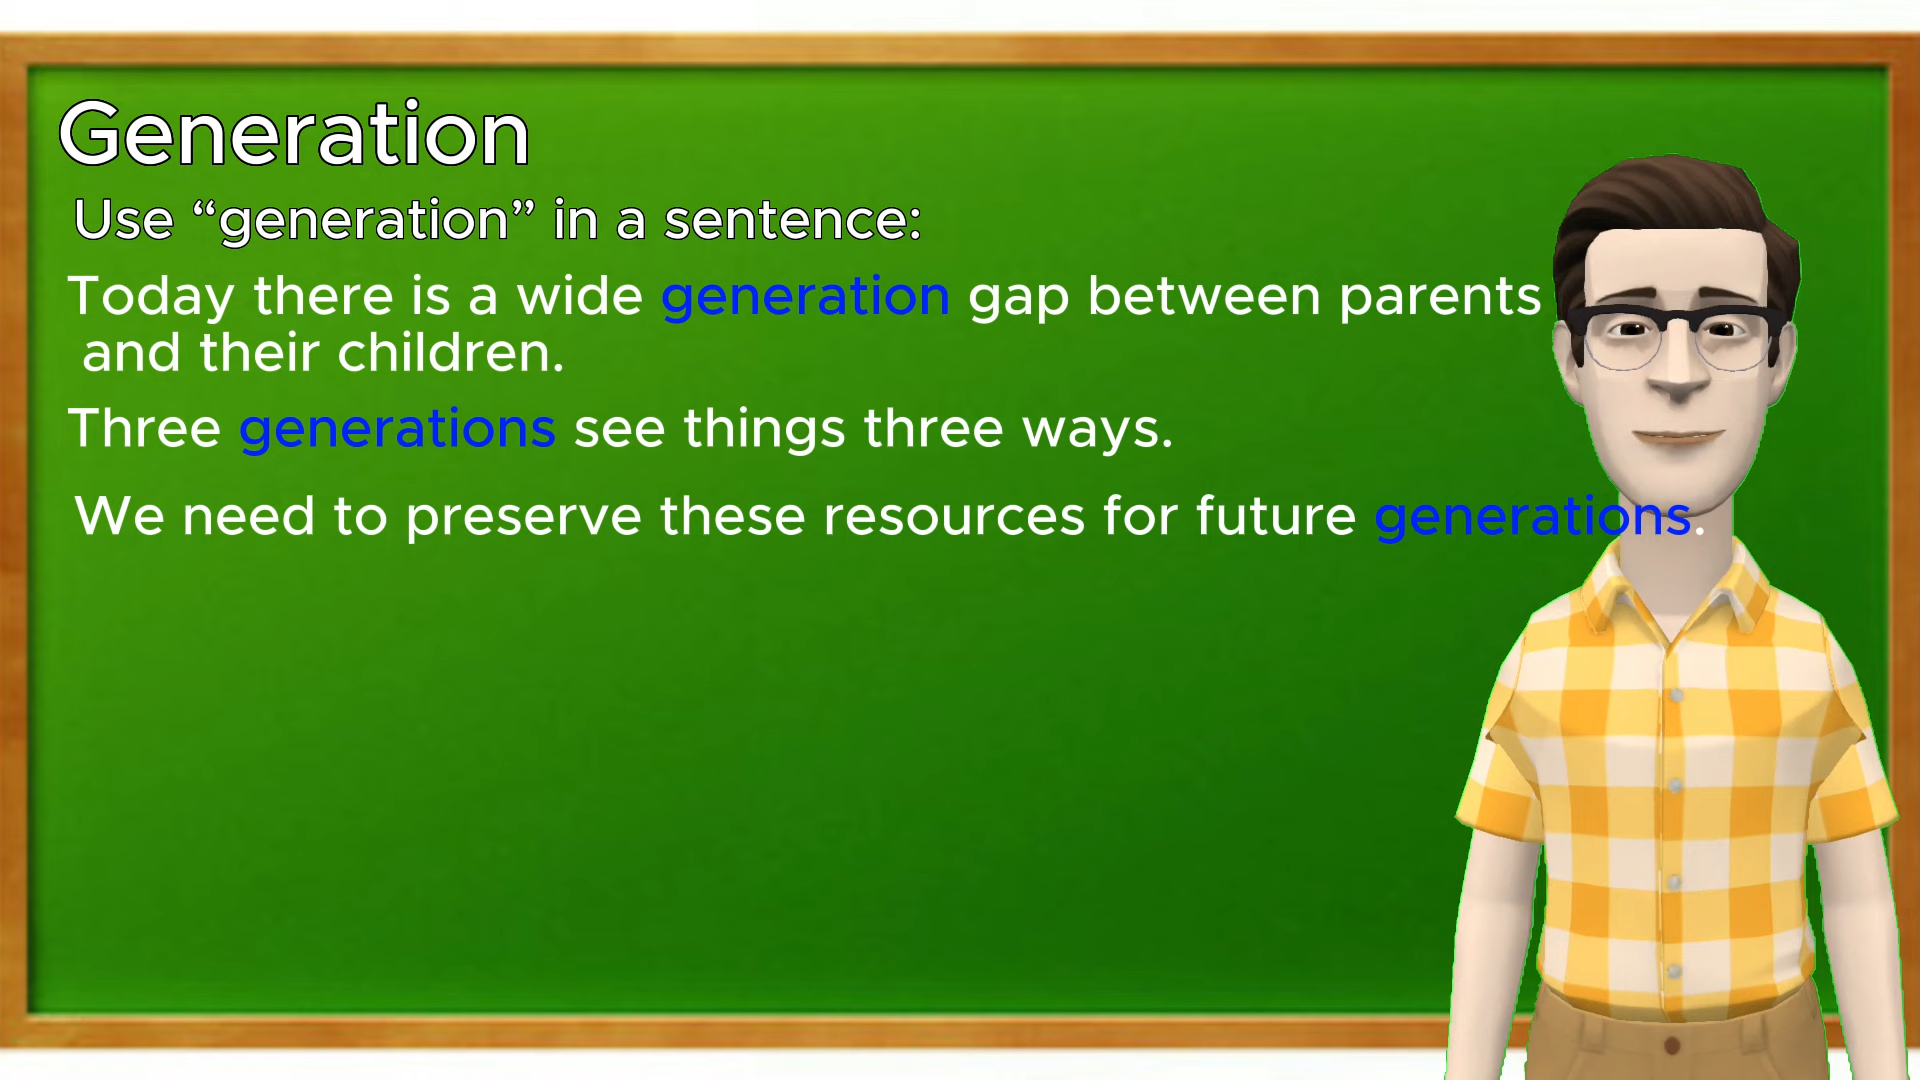 Generation
Use “generation” in a sentence:
Today there is a wide generation gap between parents
and their children.
Three generations see things three ways.
We need to preserve these resources for future generations.